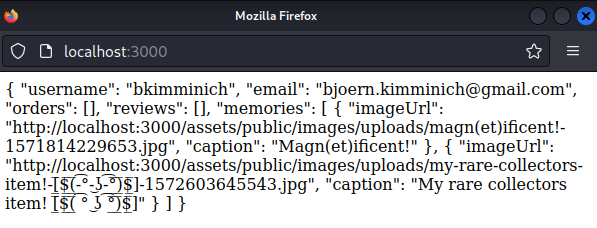 Mozilla Firefox
localhost:3000
{ "username": "bkimminich", "email": "bjoern.kimminich@gmail.com",
"orders": [], "reviews": [], "memories": [ { "imageUrl":
"http://localhost:3000/assets/public/images/uploads/magn(et)ificent!-
1571814229653.jpg", "caption": "Magn(et)ificent!" }, { "imageUrl":
"http://localhost:3000/assets/public/images/uploads/my-rare-collectors-
item!-[̲̅$̲̅(̲̅-͡°-͜ʖ-͡°̲̅)̲̅$̲̅]-1572603645543.jpg", "caption": "My rare collectors
item! [̲̅$̲̅(̲̅ ͡° ͜ʖ ͡°̲̅)̲̅$̲̅]" } ] }